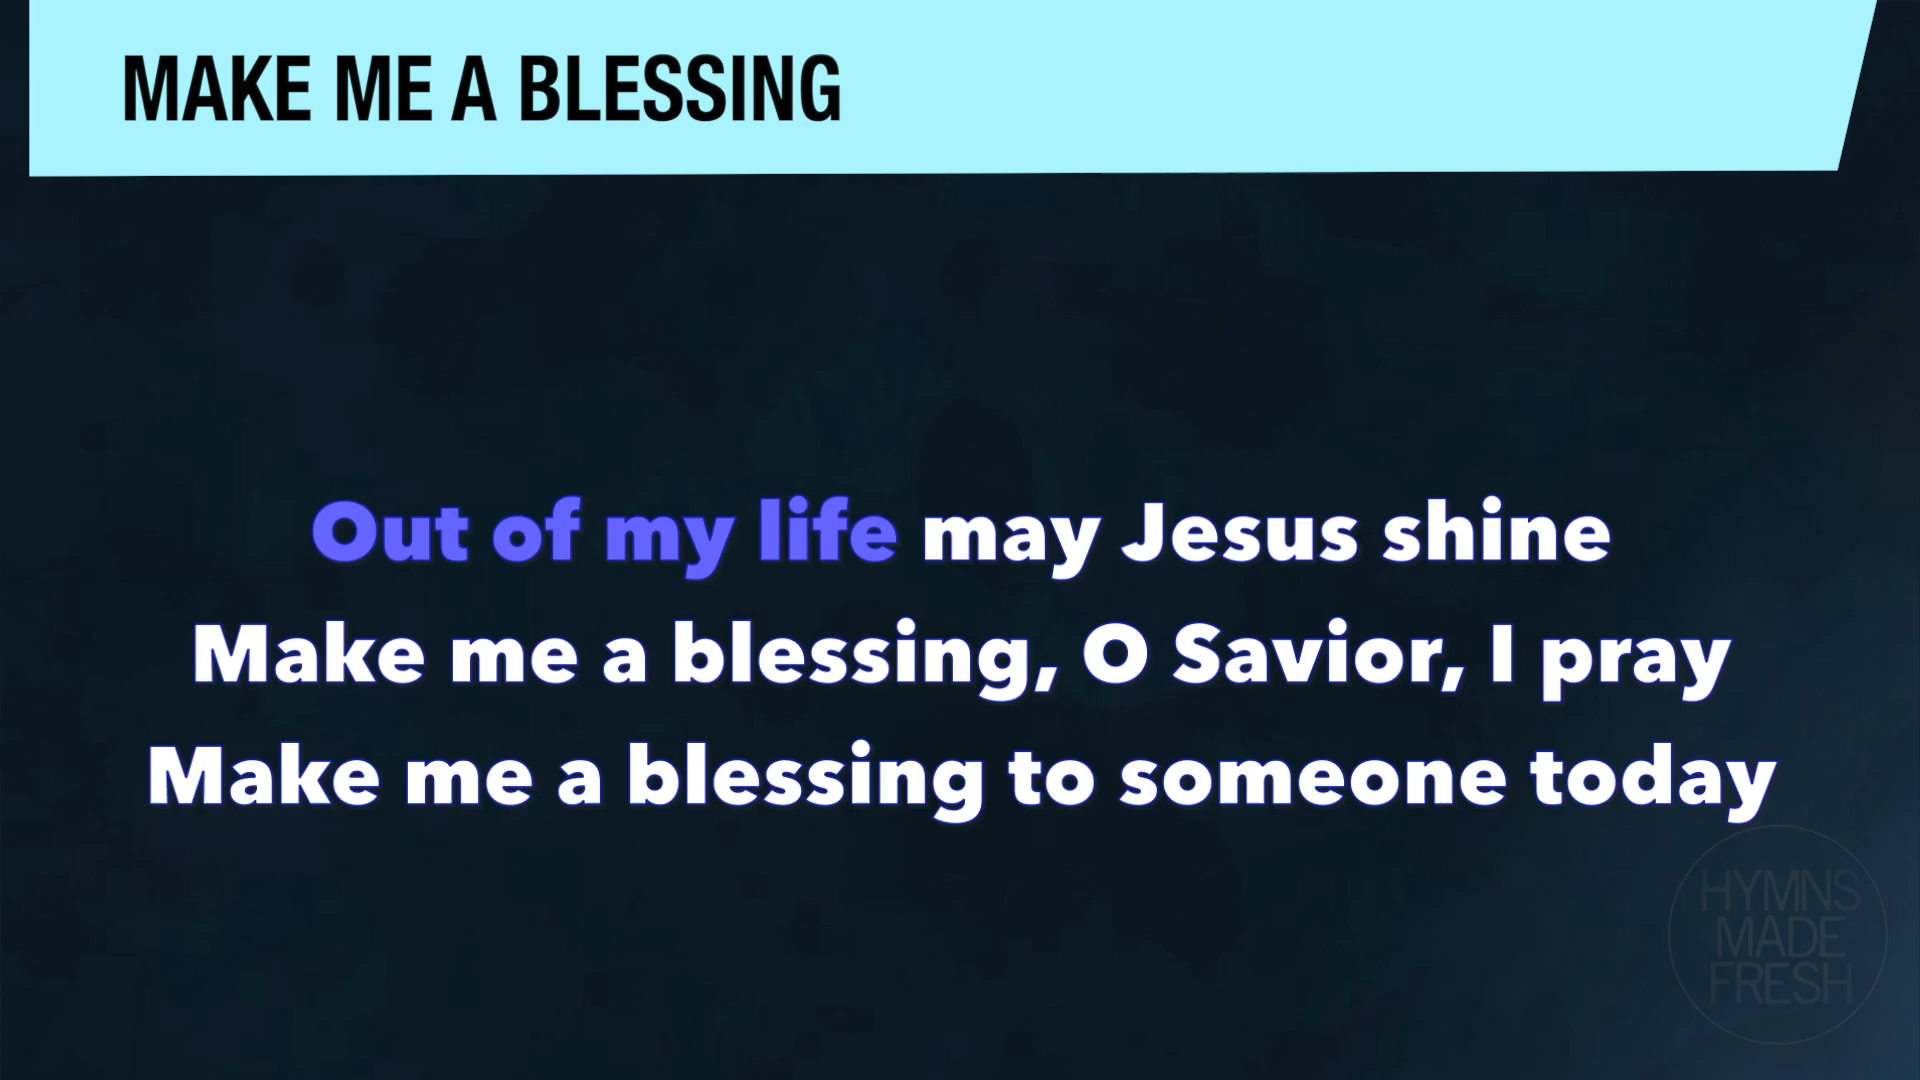 MAKE ME A BLESSING
Out of my life may Jesus shine
Make me a blessing, O Savior, I pray
Make me a blessing to someone today
HYMNS
MADE
FRESH